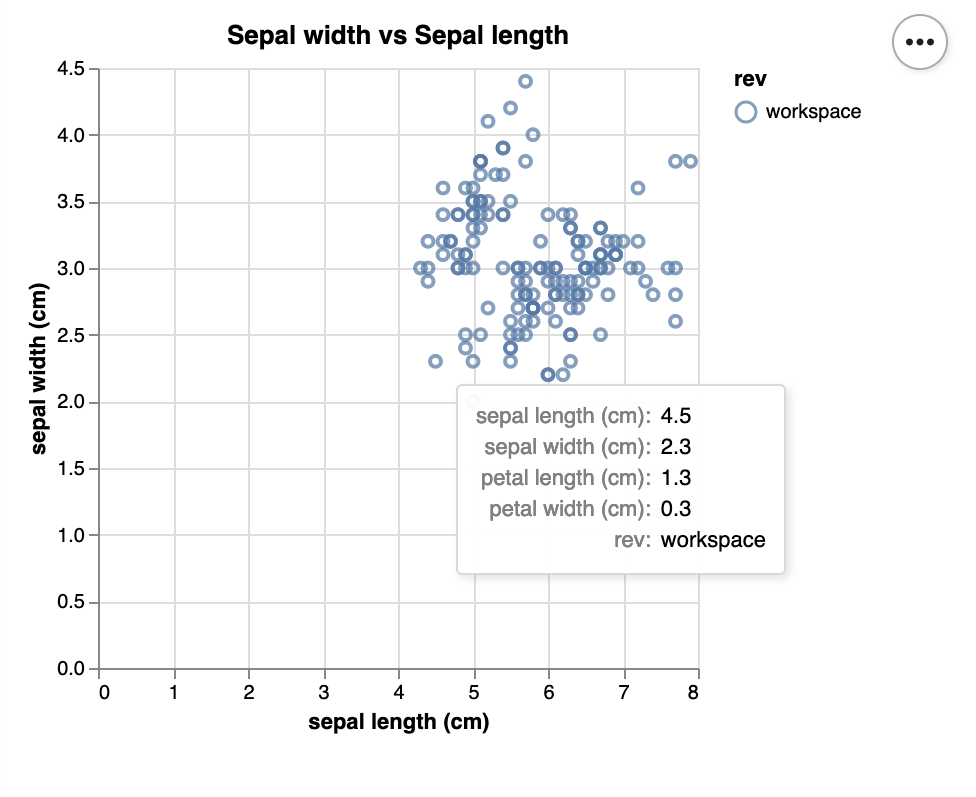 Sepal width vs Sepal length
rev
workspace
4.5
4.0
3.5
3.0
2.5
2.0
1.5
1.0
0.5
0.0
sepal width (cm)
sepal length (cm): 4.5
sepal width (cm): 2.3
petal length (cm): 1.3
petal width (cm): 0.3
rev: workspace
0 1 2 3 4 5 6 7 8
sepal length (cm)